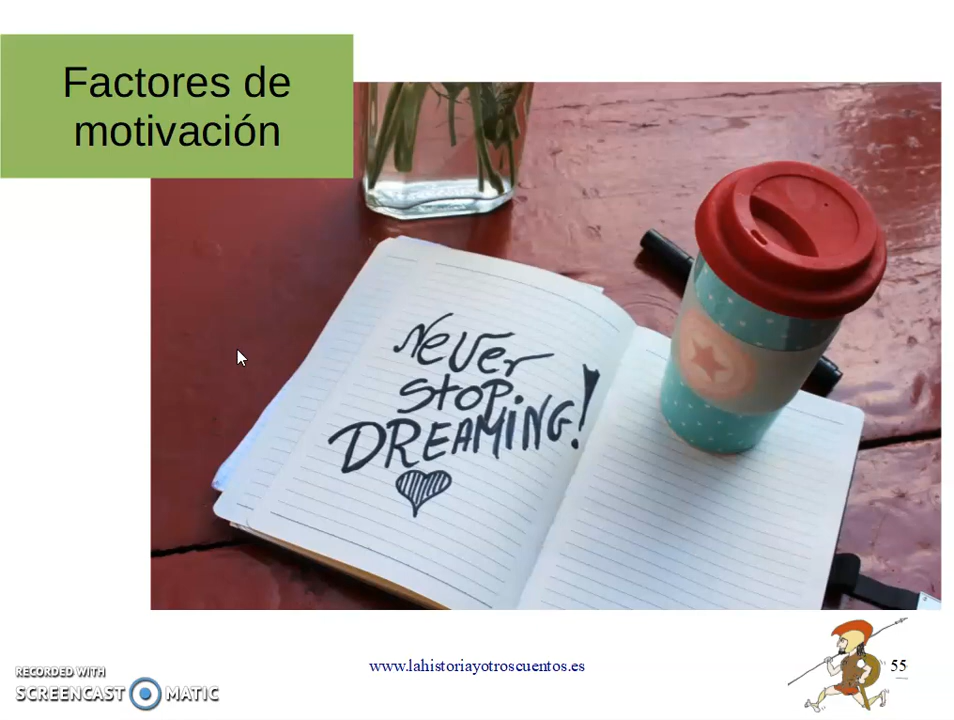 Factores de
motivación
Never
stop
DREAMING!
www.lahistoriayotroscuentos.es
55
RECORDED WITH
SCREENCAST MATIC